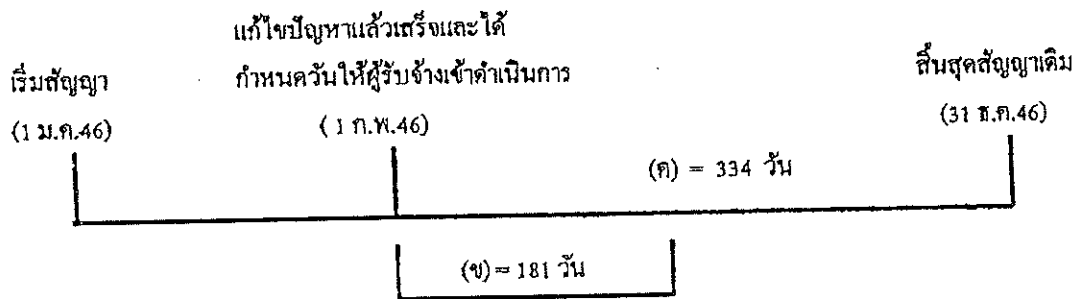 แก้ไขปัญหาแล้วเสร็จและได้
เริ่มสัญญา กำหนดวันให้ผู้รับจ้างเข้าดำเนินการ สิ้นสุดสัญญาเดิม
(1 ม.ค.46) ( 1 ก.พ.46) (31 ธ.ค.46)
(ค) = 334 วัน
(ข) = 181 วัน